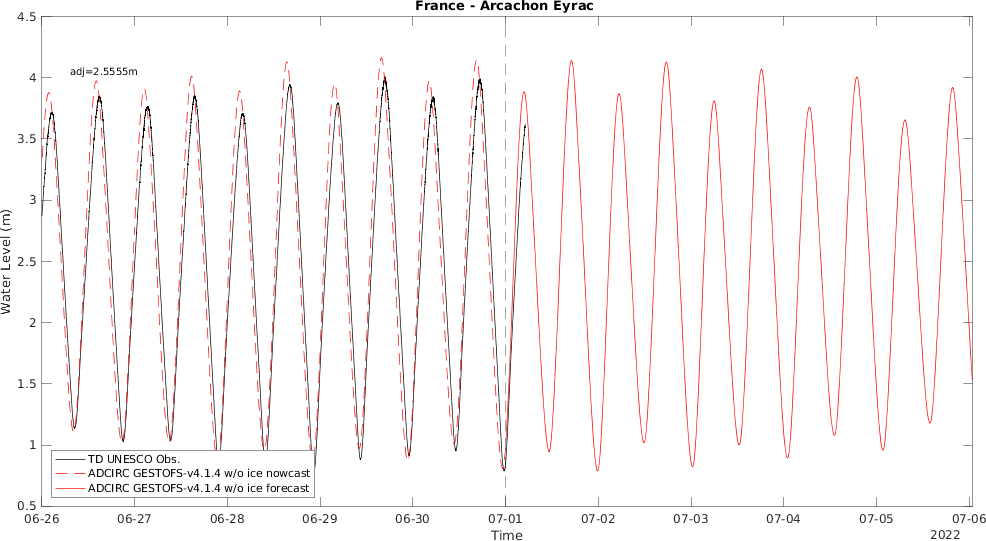 France - Arcachon Eyrac
adj=2.5555m
Water Level (m)
4.5
4
3.5
3
2.5
2
1.5
1
0.5
TD UNESCO Obs.
ADCIRC GESTOFS-v4.1.4 w/o ice nowcast
ADCIRC GESTOFS-v4.1.4 w/o ice forecast
06-26 06-27 06-28 06-29 06-30 07-01 07-02 07-03 07-04 07-05 07-06
Time
2022